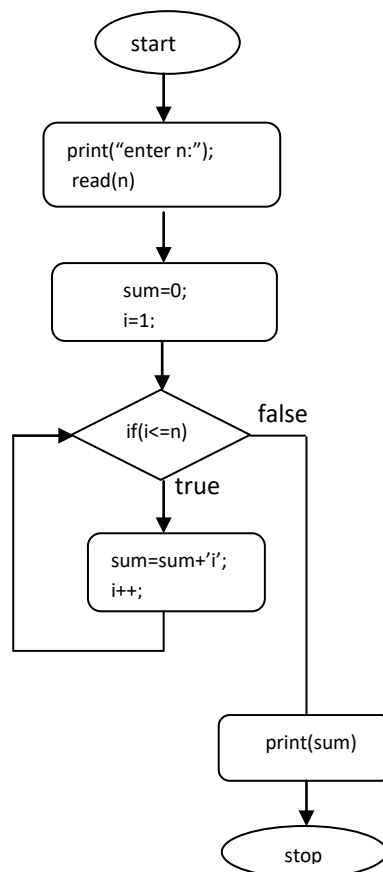 start
print(“enter n:”);
read(n)
sum=0;
i=1;
if(i<=n)
false
true
sum=sum+’i’;
i++;
print(sum)
stop